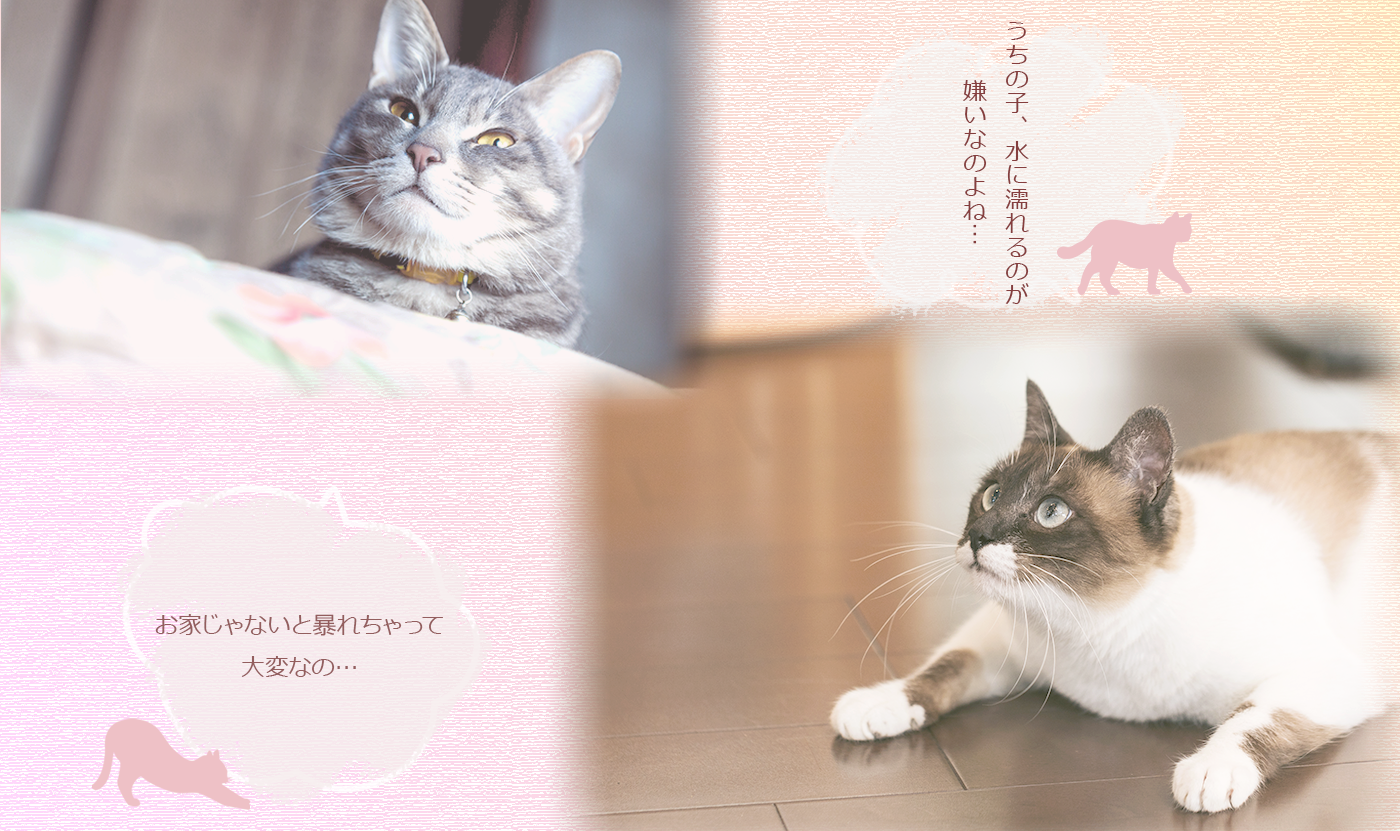 うちの子、水に濡れるのが
嫌いなのよね…
お家じゃないと暴れちゃって
大変なの…